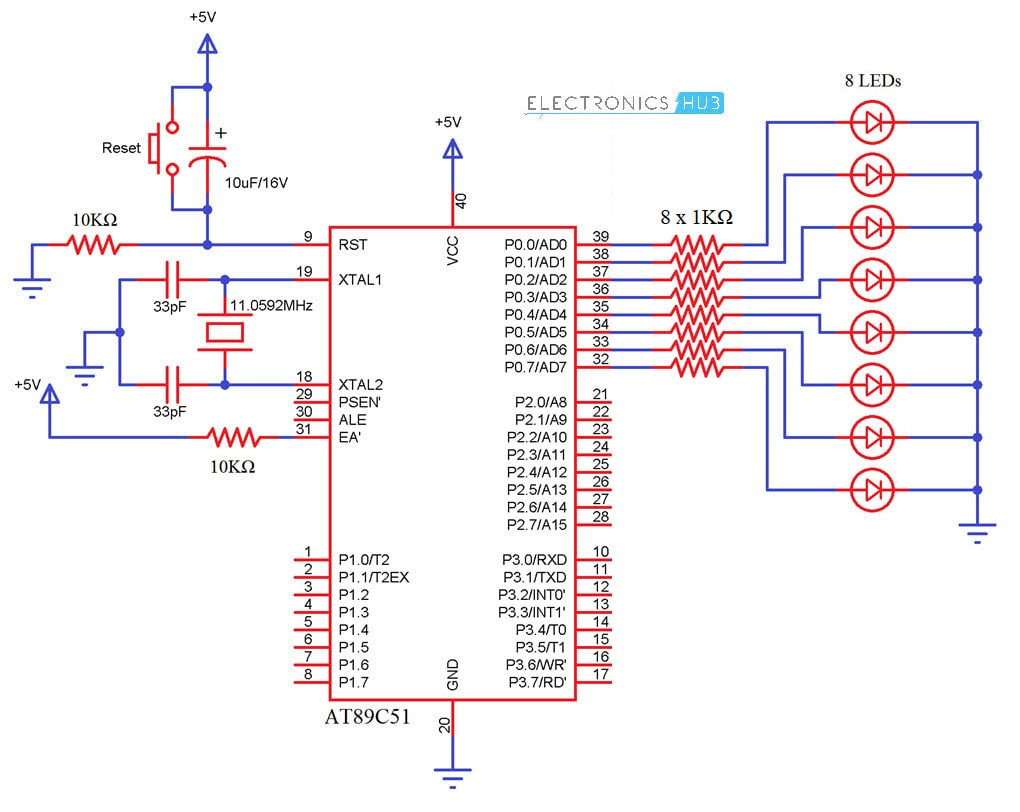 +5V
8 LEDs
ELECTRONICS HUB
+5V
+
Reset
10uF/16V
40
10KΩ
8 x 1KΩ
9 RST VCC P0.0/AD0 39
P0.1/AD1 38
19 XTAL1 P0.2/AD2 37
33pF 11.0592MHz P0.3/AD3 36
P0.4/AD4 35
P0.5/AD5 34
P0.6/AD6 33
P0.7/AD7 32
+5V 18 XTAL2
33pF 29 PSEN' P2.0/A8 21
30 ALE P2.1/A9 22
31 EA' P2.2/A10 23
10KΩ P2.3/A11 24
P2.4/A12 25
P2.5/A13 26
P2.6/A14 27
P2.7/A15 28
1 P1.0/T2 P3.0/RXD 10
2 P1.1/T2EX P3.1/TXD 11
3 P1.2 P3.2/INT0' 12
4 P1.3 P3.3/INT1' 13
5 P1.4 P3.4/T0 14
6 P1.5 P3.5/T1 15
7 P1.6 P3.6/WR' 16
8 P1.7 GND P3.7/RD' 17
AT89C51
20